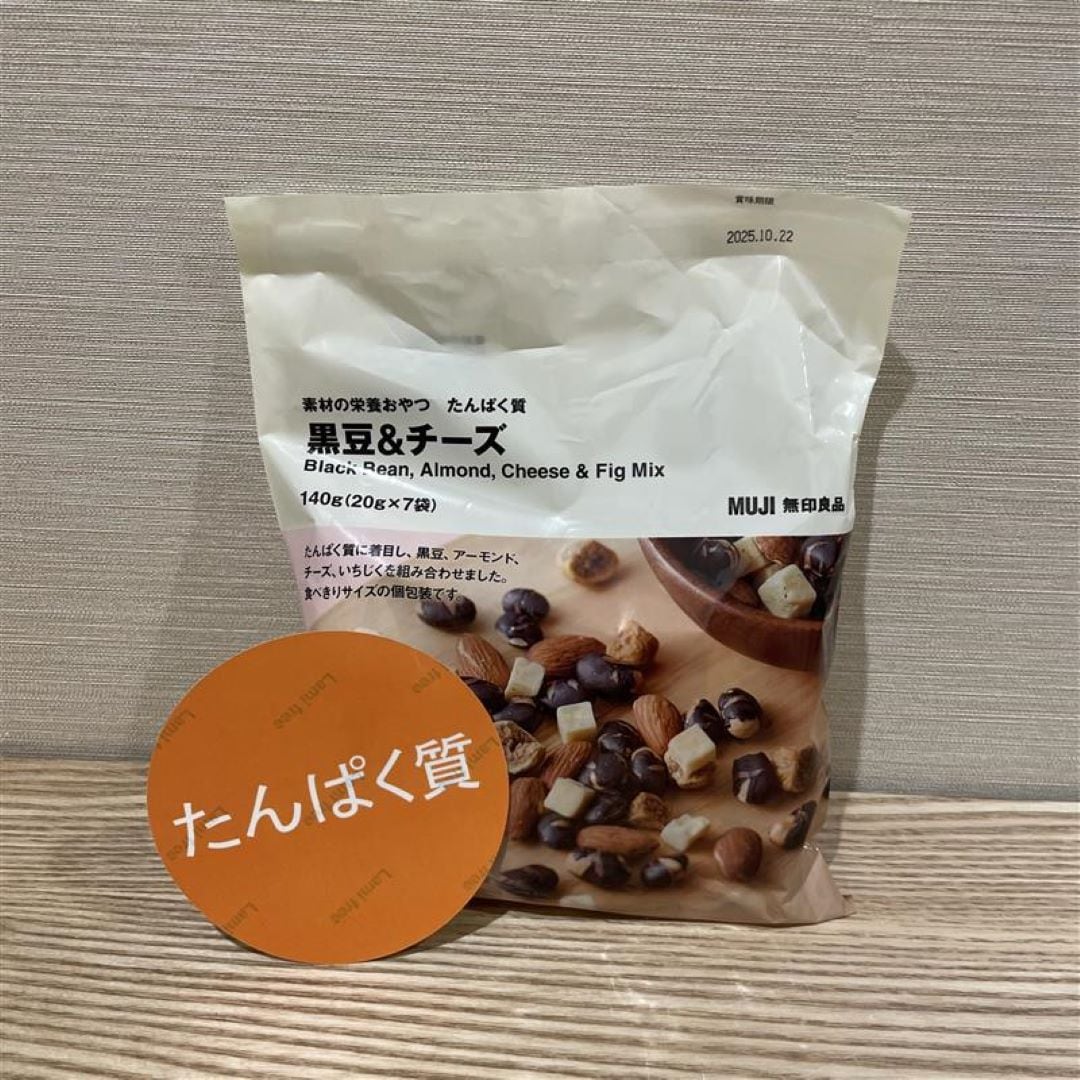 賞味期限
2025.10.22
素材の栄養おやつ たんぱく質
黒豆&チーズ
Black Bean, Almond, Cheese & Fig Mix
140g(20g×7袋)
MUJI 無印良品
たんぱく質に着目し、黒豆、アーモンド、
チーズ、いちじくを組み合わせました。
食べきりサイズの個包装です。
たんぱく質